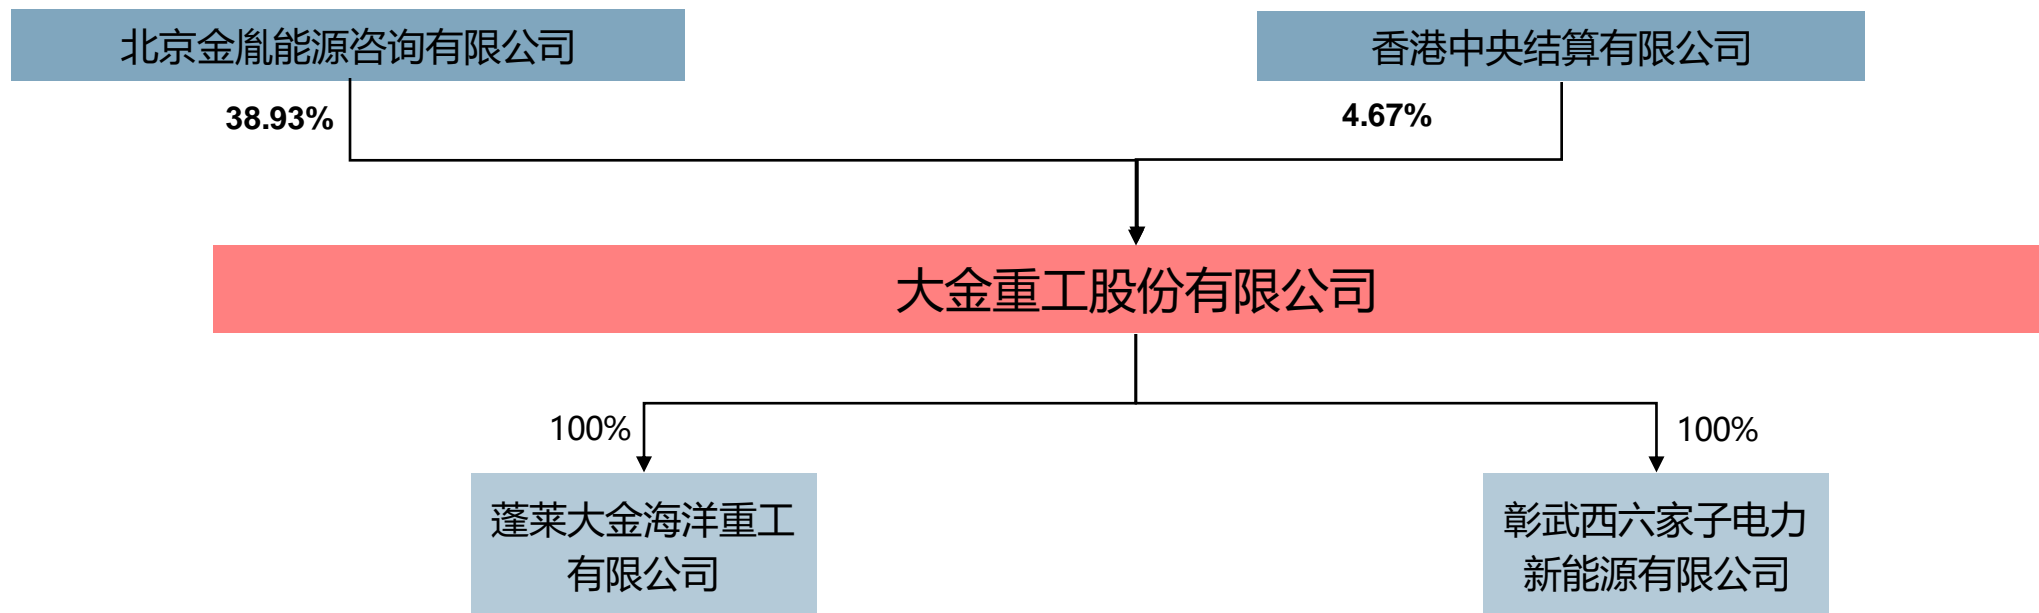 北京金胤能源咨询有限公司
香港中央结算有限公司
38.93%
4.67%
大金重工股份有限公司
100%
100%
蓬莱大金海洋重工
有限公司
彰武西六家子电力
新能源有限公司